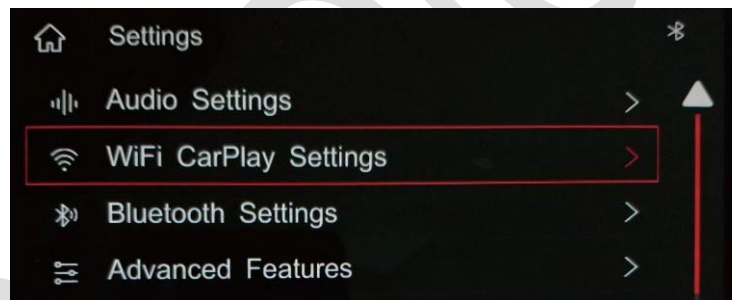 Settings
Audio Settings
WiFi CarPlay Settings
Bluetooth Settings
Advanced Features